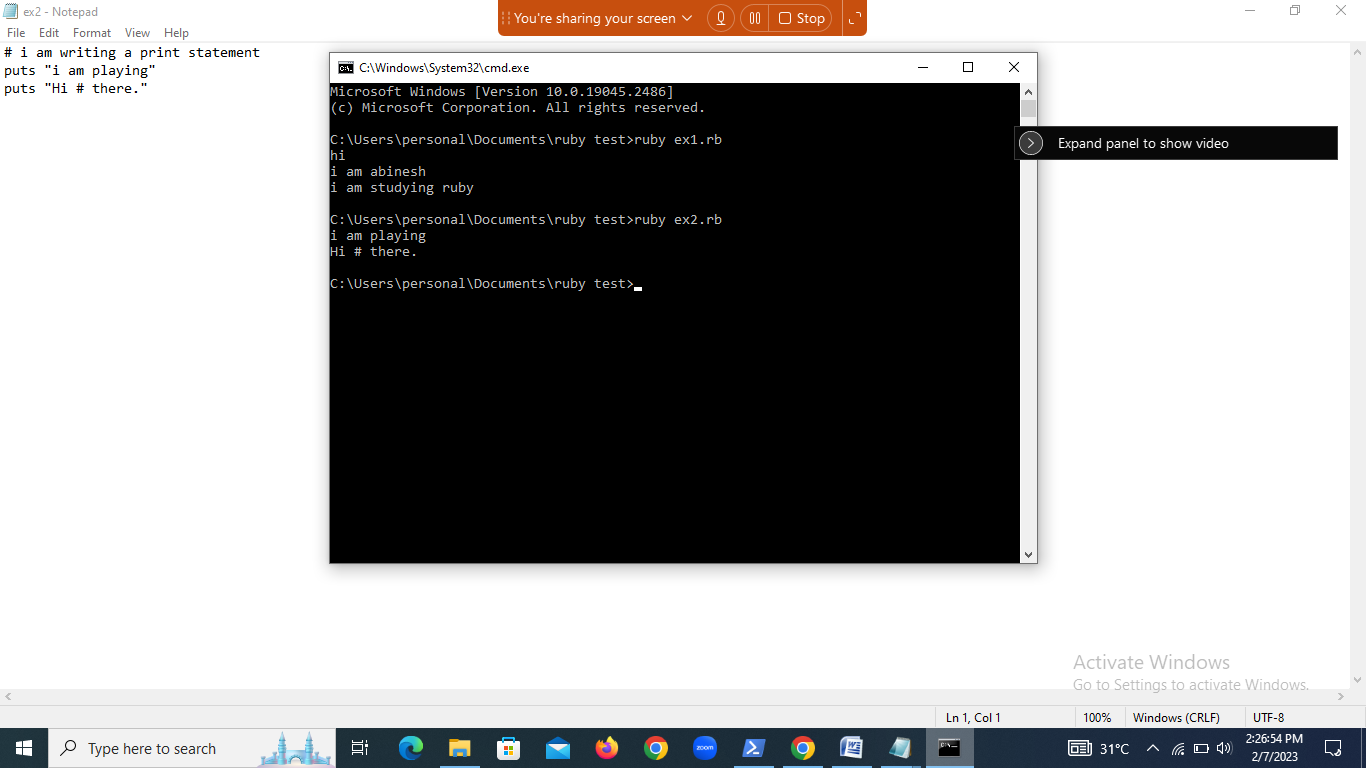 ex2 - Notepad
File Edit Format View Help
# i am writing a print statement
puts "i am playing"
puts "Hi # there."
You're sharing your screen
Stop
C:\Windows\System32\cmd.exe
Microsoft Windows [Version 10.0.19045.2486]
(c) Microsoft Corporation. All rights reserved.
C:\Users\personal\Documents\ruby test>ruby ex1.rb
hi
i am abinesh
i am studying ruby
C:\Users\personal\Documents\ruby test>ruby ex2.rb
i am playing
Hi # there.
C:\Users\personal\Documents\ruby test>
Expand panel to show video
Activate Windows
Go to Settings to activate Windows.
Ln 1, Col 1 100% Windows (CRLF) UTF-8
Type here to search
zoom
31°C
2:26:54 PM
2/7/2023